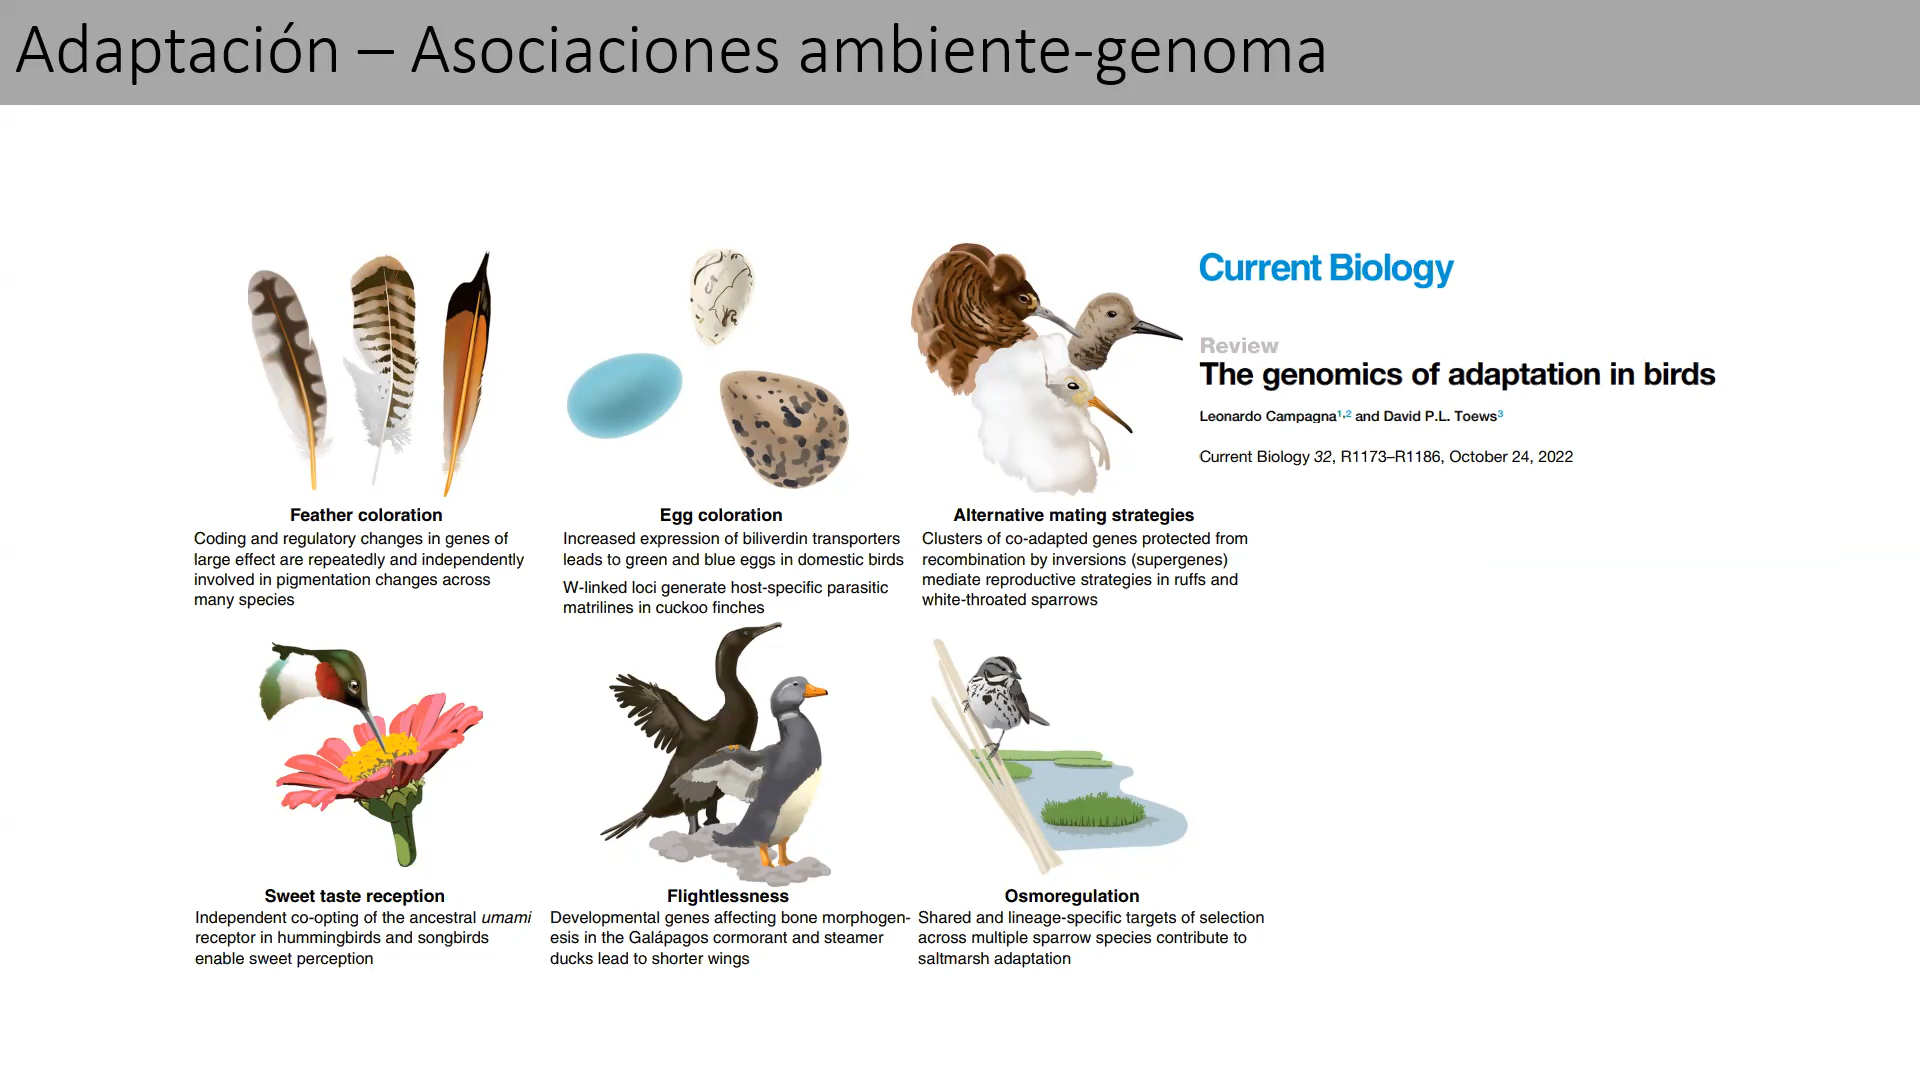 Adaptación – Asociaciones ambiente-genoma
Current Biology
Review
The genomics of adaptation in birds
Leonardo Campagna1,2 and David P.L. Toews3
Current Biology 32, R1173–R1186, October 24, 2022
Feather coloration
Coding and regulatory changes in genes of
large effect are repeatedly and independently
involved in pigmentation changes across
many species
Egg coloration
Increased expression of biliverdin transporters
leads to green and blue eggs in domestic birds
W-linked loci generate host-specific parasitic
matrilines in cuckoo finches
Alternative mating strategies
Clusters of co-adapted genes protected from
recombination by inversions (supergenes)
mediate reproductive strategies in ruffs and
white-throated sparrows
Sweet taste reception
Independent co-opting of the ancestral umami
receptor in hummingbirds and songbirds
enable sweet perception
Flightlessness
Developmental genes affecting bone morphogen-
esis in the Galápagos cormorant and steamer
ducks lead to shorter wings
Osmoregulation
Shared and lineage-specific targets of selection
across multiple sparrow species contribute to
saltmarsh adaptation